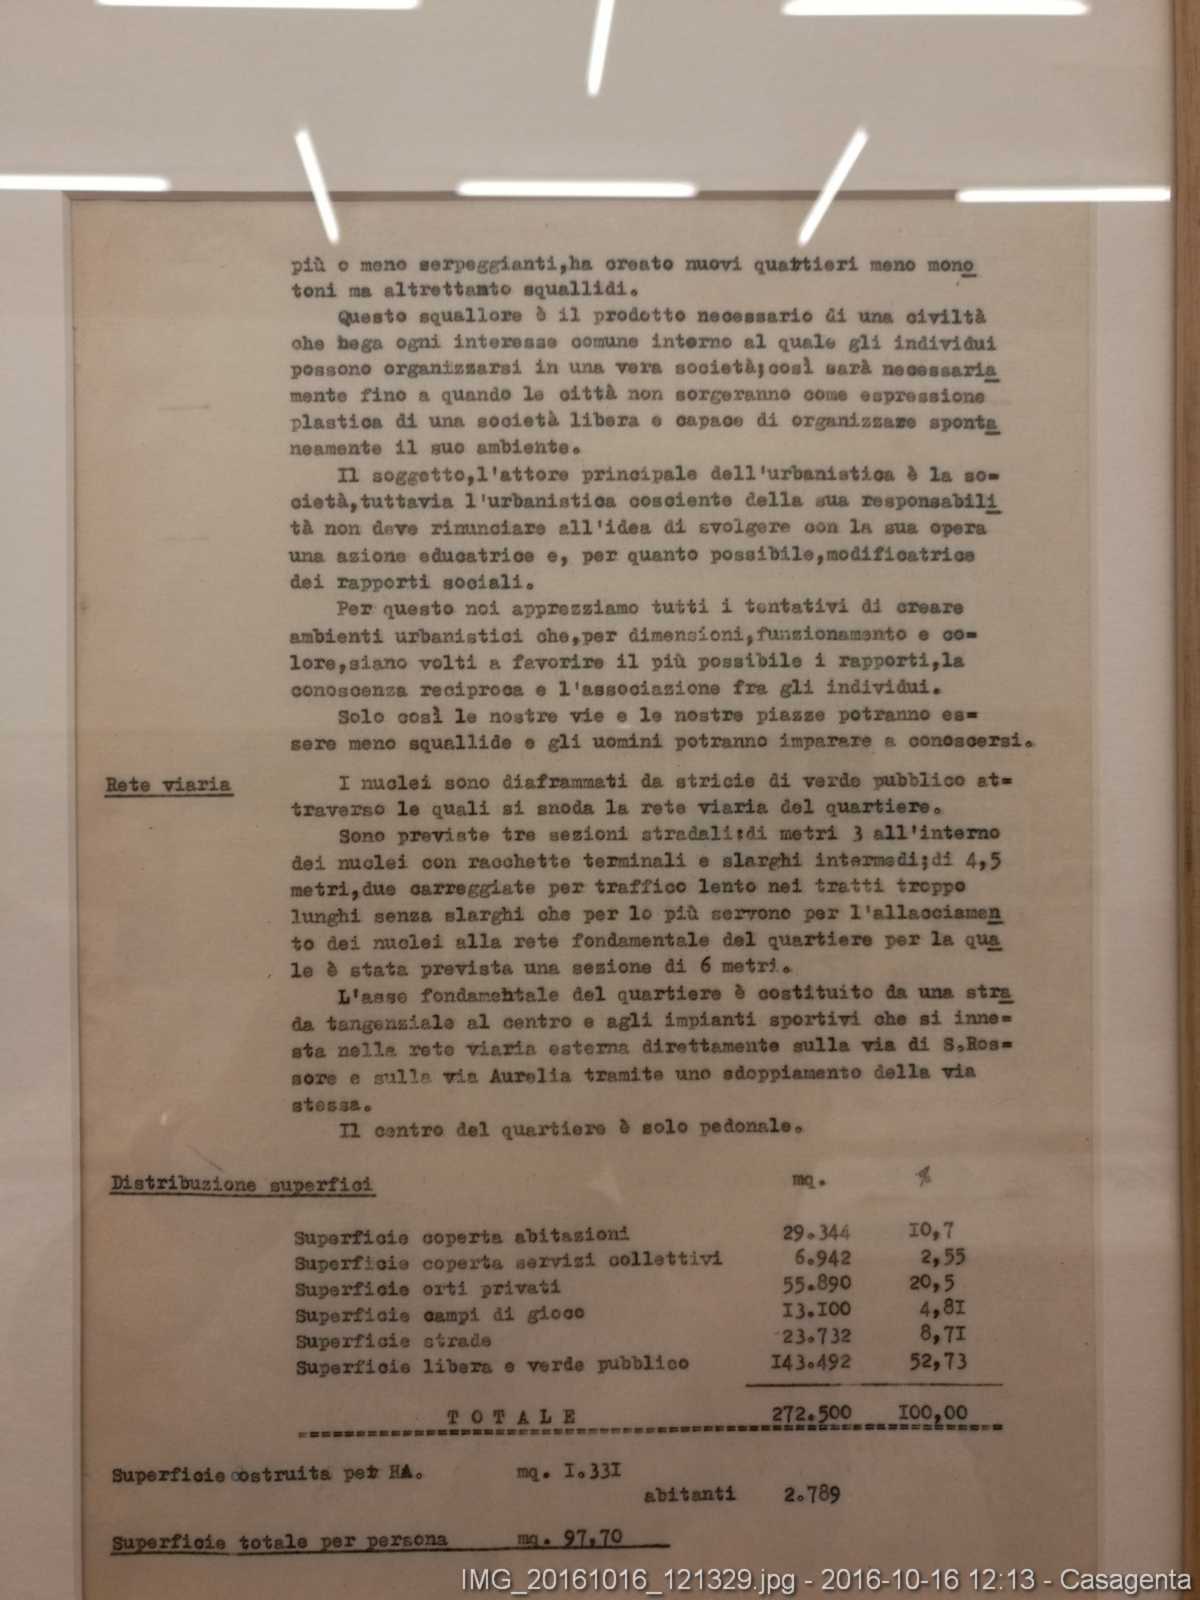 più o meno serpeggianti,ha creato nuovi quartieri meno mono
toni ma altrettanto squallidi.
Questo squallore è il prodotto necessario di una civiltà
che nega ogni interesse comune interno al quale gli individui
possono organizzarsi in una vera società;così sarà necessaria
mente fino a quando le città non sorgeranno come espressione
plastica di una società libera e capace di organizzare sponta
neamente il suo ambiente.
Il soggetto,l'attore principale dell'urbanistica è la so=
cietà,tuttavia l'urbanistica cosciente della sua responsabili
tà non deve rinunciare all'idea di svolgere con la sua opera
una azione educatrice e, per quanto possibile,modificatrice
dei rapporti sociali.
Per questo noi apprezziamo tutti i tentativi di creare
ambienti urbanistici che,per dimensioni,funzionamento e co=
lore,siano volti a favorire il più possibile i rapporti,la
conoscenza reciproca e l'associazione fra gli individui.
Solo così le nostre vie e le nostre piazze potranno es=
sere meno squallide e gli uomini potranno imparare a conoscersi.
Rete viaria I nuclei sono diaframmati da stricie di verde pubblico at=
traverso le quali si snoda la rete viaria del quartiere.
Sono previste tre sezioni stradali:di metri 3 all'interno
dei nuclei con racchette terminali e slarghi intermedi;di 4,5
metri,due carreggiate per traffico lento nei tratti troppo
lunghi senza slarghi che per lo più servono per l'allacciamen
to dei nuclei alla rete fondamentale del quartiere per la qua
le è stata prevista una sezione di 6 metri.
L'asse fondamentale del quartiere è costituito da una stra
da tangenziale al centro e agli impianti sportivi che si inne=
sta nella rete viaria esterna direttamente sulla via di S.Ros=
sore e sulla via Aurelia tramite uno sdoppiamento della via
stessa.
Il centro del quartiere è solo pedonale.
Distribuzione superfici mq. %
Superficie coperta abitazioni 29.344 I0,7
Superficie coperta servizi collettivi 6.942 2,55
Superficie orti privati 55.890 20,5
Superficie campi di gioco I3.I00 4,8I
Superficie strade 23.732 8,7I
Superficie libera e verde pubblico I43.492 52,73
T O T A L E 272.500 I00,00
Superficie costruita per HA. mq. I.33I
abitanti 2.789
Superficie totale per persona mq. 97,70
IMG_20161016_121329.jpg - 2016-10-16 12:13 - Casagenta